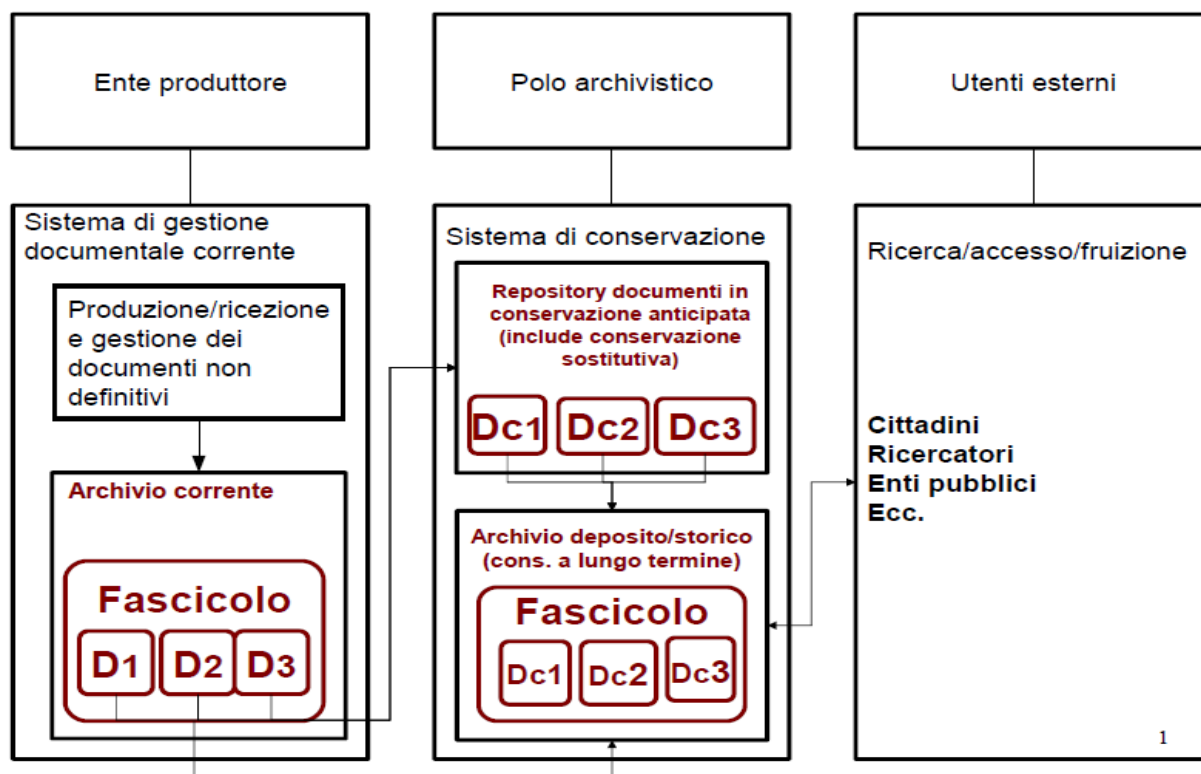 Ente produttore
Polo archivistico
Utenti esterni
Sistema di gestione
documentale corrente
Produzione/ricezione
e gestione dei
documenti non
definitivi
Archivio corrente
Fascicolo
D1
D2
D3
Sistema di conservazione
Repository documenti in
conservazione anticipata
(include conservazione
sostitutiva)
Dc1
Dc2
Dc3
Archivio deposito/storico
(cons. a lungo termine)
Fascicolo
Dc1
Dc2
Dc3
Ricerca/accesso/fruizione
Cittadini
Ricercatori
Enti pubblici
Ecc.
1